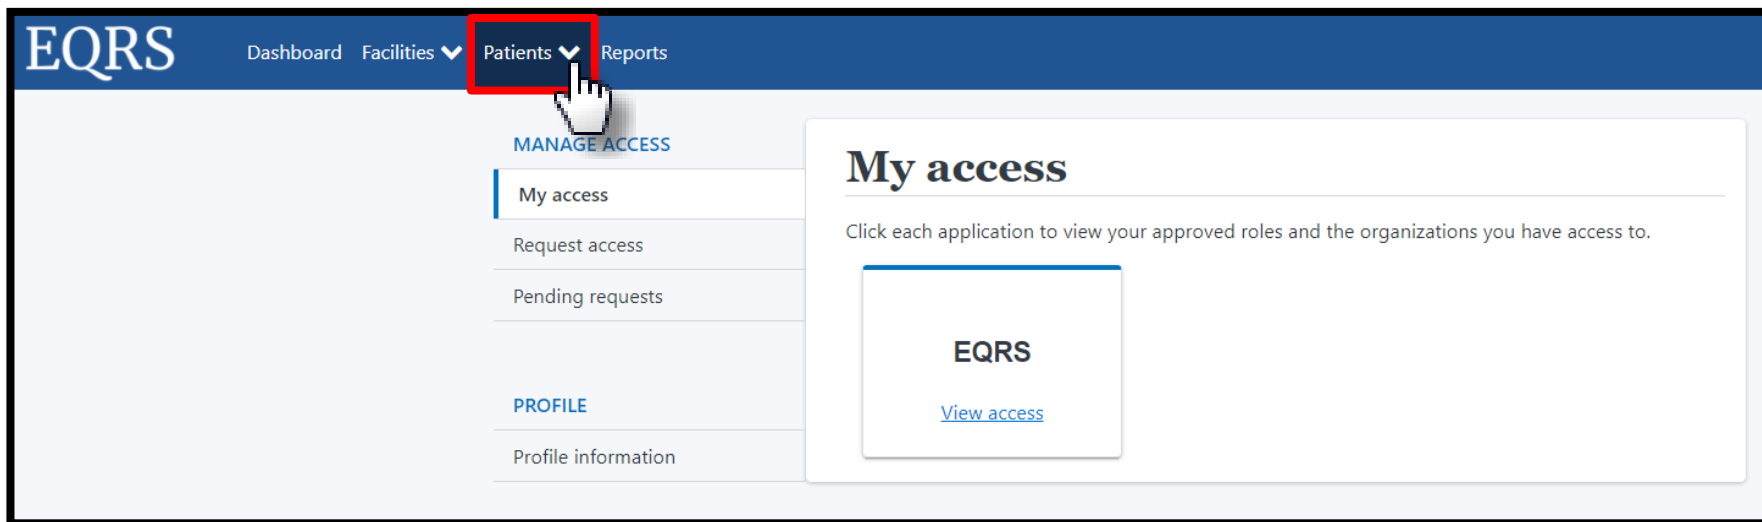 EQRS
Dashboard Facilities Patients Reports
MANAGE ACCESS
My access
Request access
Pending requests
PROFILE
Profile information
My access
Click each application to view your approved roles and the organizations you have access to.
EQRS
View access